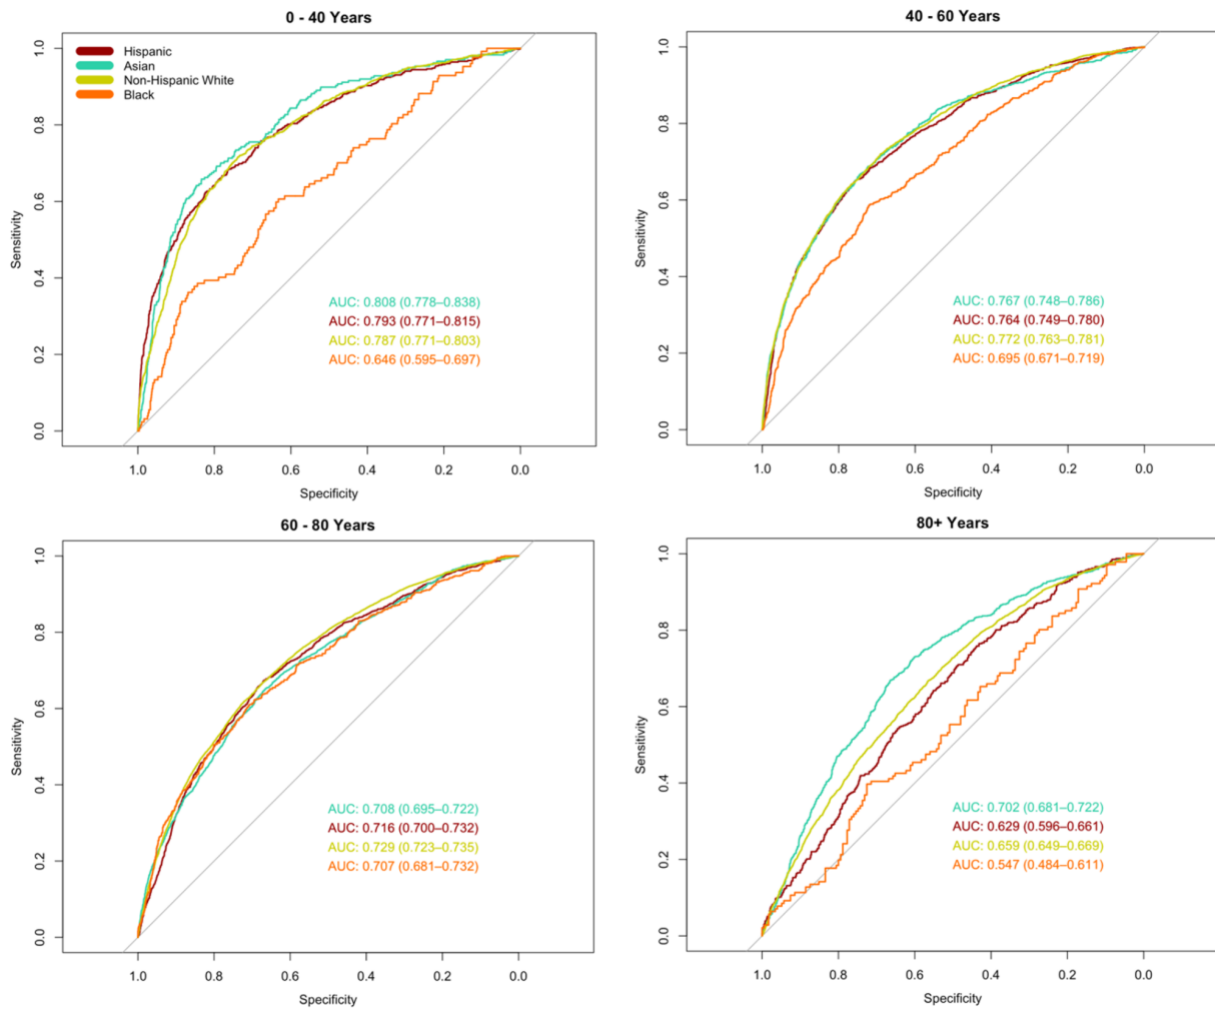 0 - 40 Years
Hispanic
Asian
Non-Hispanic White
Black
AUC: 0.808 (0.778–0.838)
AUC: 0.793 (0.771–0.815)
AUC: 0.787 (0.771–0.803)
AUC: 0.646 (0.595–0.697)
Sensitivity
0.0 0.2 0.4 0.6 0.8 1.0
1.0 0.8 0.6 0.4 0.2 0.0
Specificity
40 - 60 Years
AUC: 0.767 (0.748–0.786)
AUC: 0.764 (0.749–0.780)
AUC: 0.772 (0.763–0.781)
AUC: 0.695 (0.671–0.719)
Sensitivity
0.0 0.2 0.4 0.6 0.8 1.0
1.0 0.8 0.6 0.4 0.2 0.0
Specificity
60 - 80 Years
AUC: 0.708 (0.695–0.722)
AUC: 0.716 (0.700–0.732)
AUC: 0.729 (0.723–0.735)
AUC: 0.707 (0.681–0.732)
Sensitivity
0.0 0.2 0.4 0.6 0.8 1.0
1.0 0.8 0.6 0.4 0.2 0.0
Specificity
80+ Years
AUC: 0.702 (0.681–0.722)
AUC: 0.629 (0.596–0.661)
AUC: 0.659 (0.649–0.669)
AUC: 0.547 (0.484–0.611)
Sensitivity
0.0 0.2 0.4 0.6 0.8 1.0
1.0 0.8 0.6 0.4 0.2 0.0
Specificity